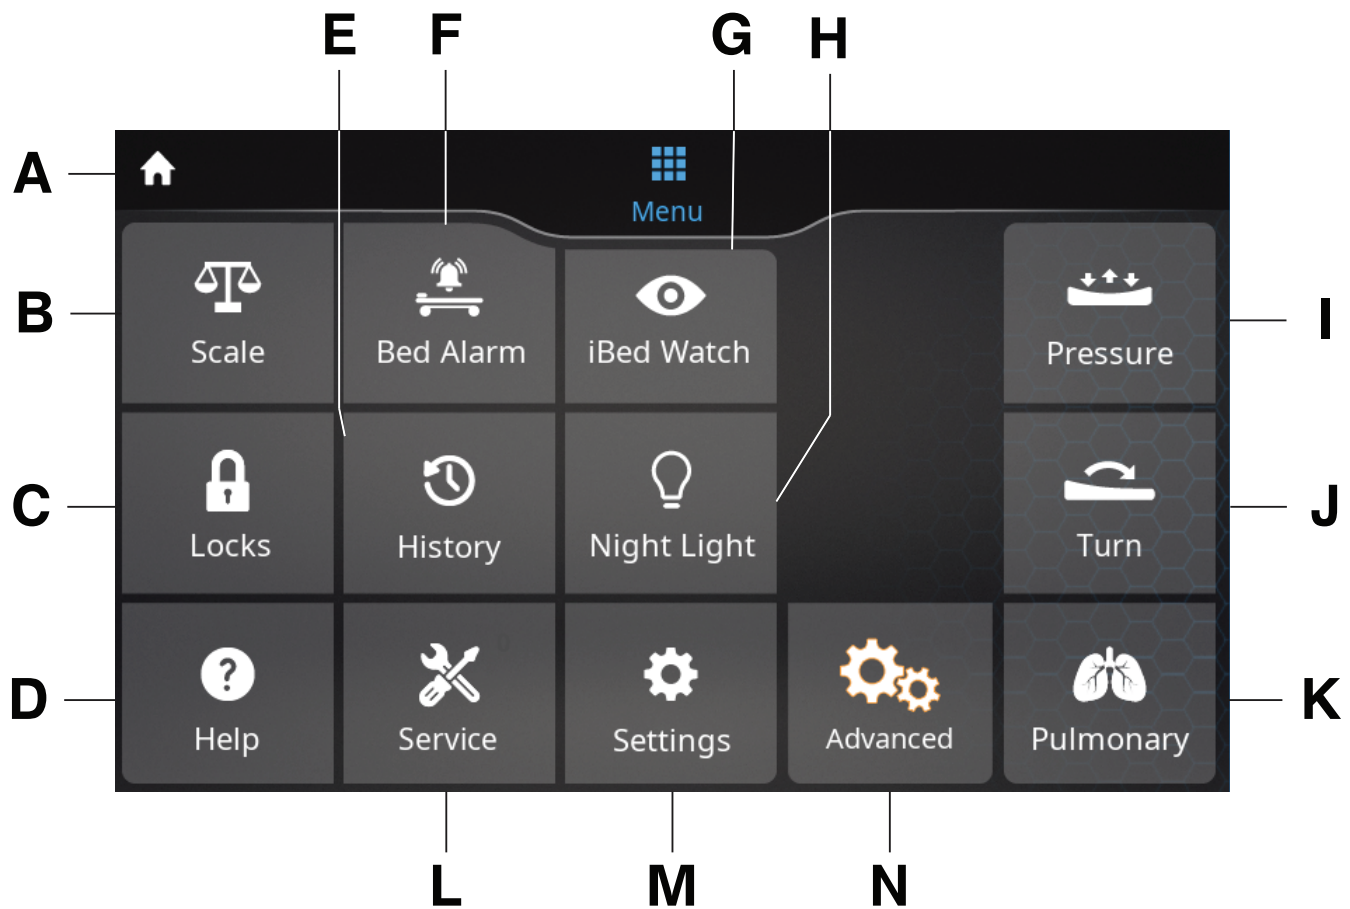 E F G H
A
Menu
B
Scale
Bed Alarm
iBed Watch
Pressure
I
C
Locks
History
Night Light
Turn
J
D
Help
Service
Settings
Advanced
Pulmonary
K
L M N